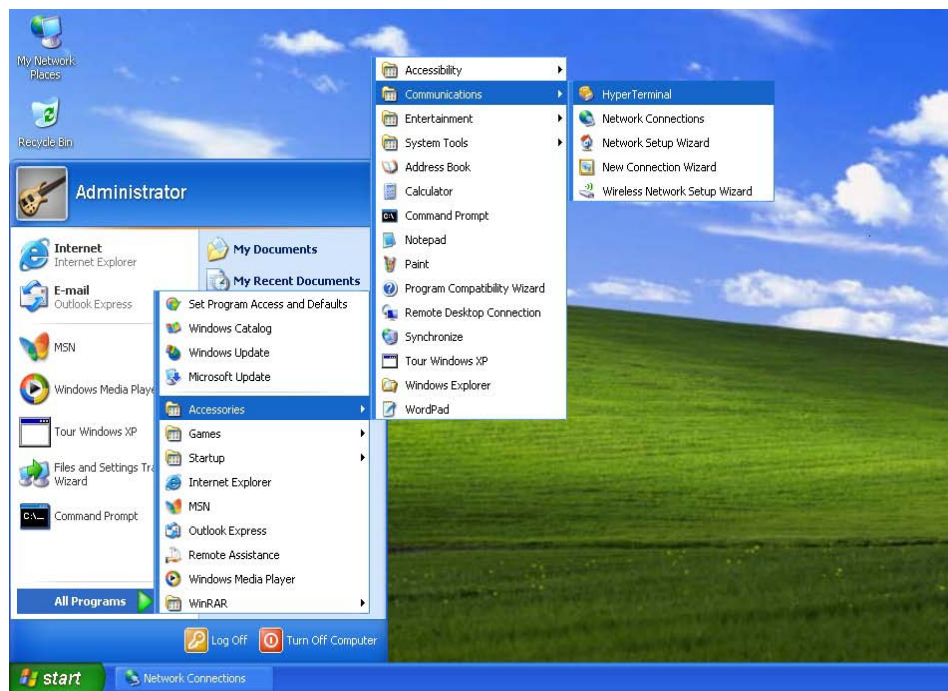 My Network
Places
Recycle Bin
Administrator
Internet
Internet Explorer
E-mail
Outlook Express
MSN
Windows Media Playe
Tour Windows XP
Files and Settings Tra
Wizard
Command Prompt
All Programs
My Documents
My Recent Documents
Set Program Access and Defaults
Windows Catalog
Windows Update
Microsoft Update
Accessories
Games
Startup
Internet Explorer
MSN
Outlook Express
Remote Assistance
Windows Media Player
WinRAR
Accessibility
Communications
Entertainment
System Tools
Address Book
Calculator
Command Prompt
Notepad
Paint
Program Compatibility Wizard
Remote Desktop Connection
Synchronize
Tour Windows XP
Windows Explorer
WordPad
HyperTerminal
Network Connections
Network Setup Wizard
New Connection Wizard
Wireless Network Setup Wizard
Log Off
Turn Off Computer
start
Network Connections